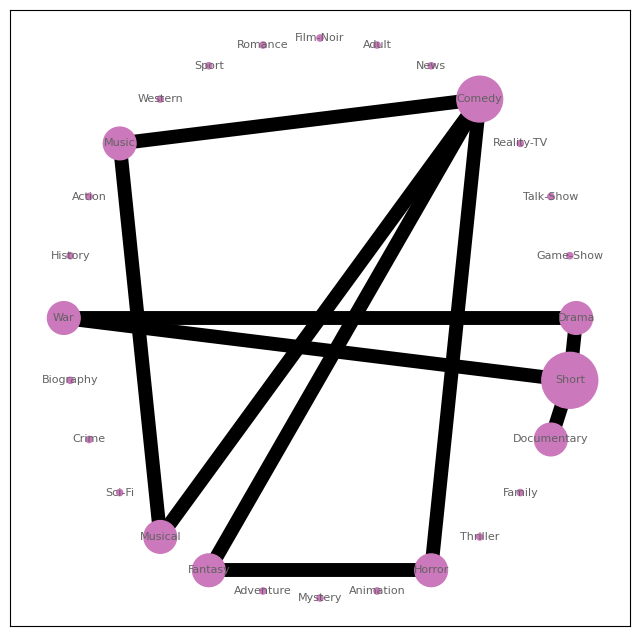 Film-Noir
Romance
Adult
Sport
News
Western
Comedy
Music
Reality-TV
Action
Talk-Show
History
Game-Show
War
Drama
Biography
Short
Crime
Documentary
Sci-Fi
Family
Musical
Thriller
Fantasy
Horror
Adventure
Animation
Mystery